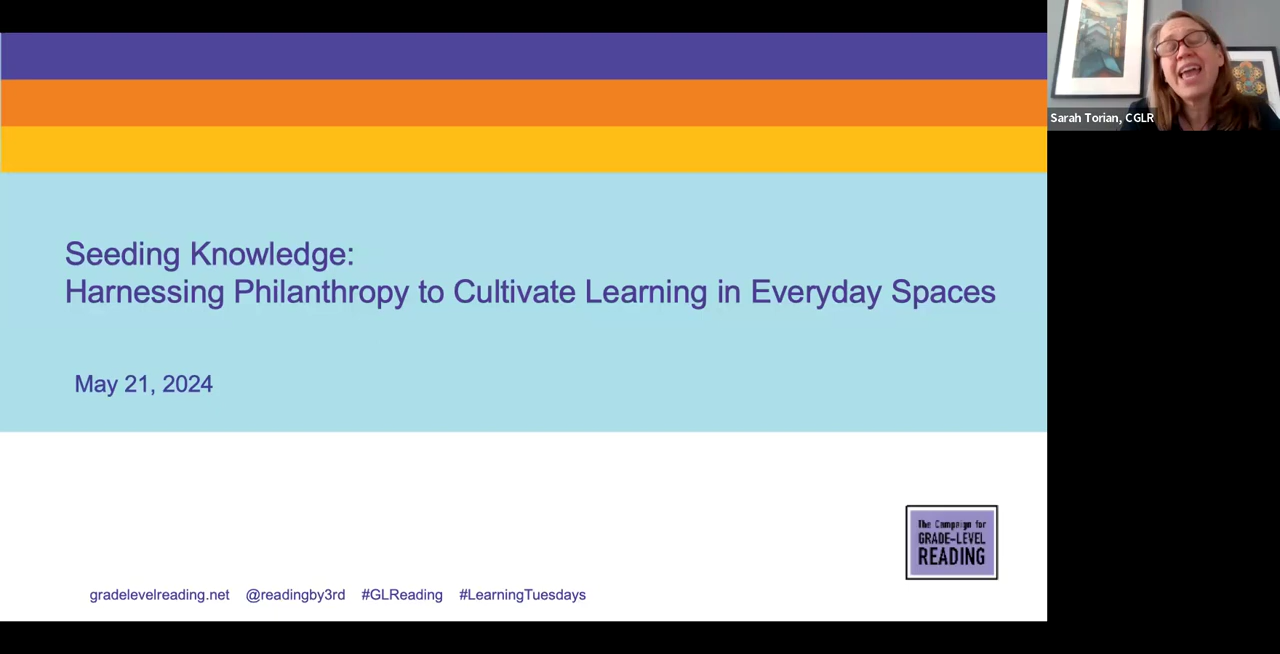 Seeding Knowledge:
Harnessing Philanthropy to Cultivate Learning in Everyday Spaces
May 21, 2024
The Campaign for
GRADE-LEVEL
READING
gradelevelreading.net @readingby3rd #GLReading #LearningTuesdays
Sarah Torian, CGLR